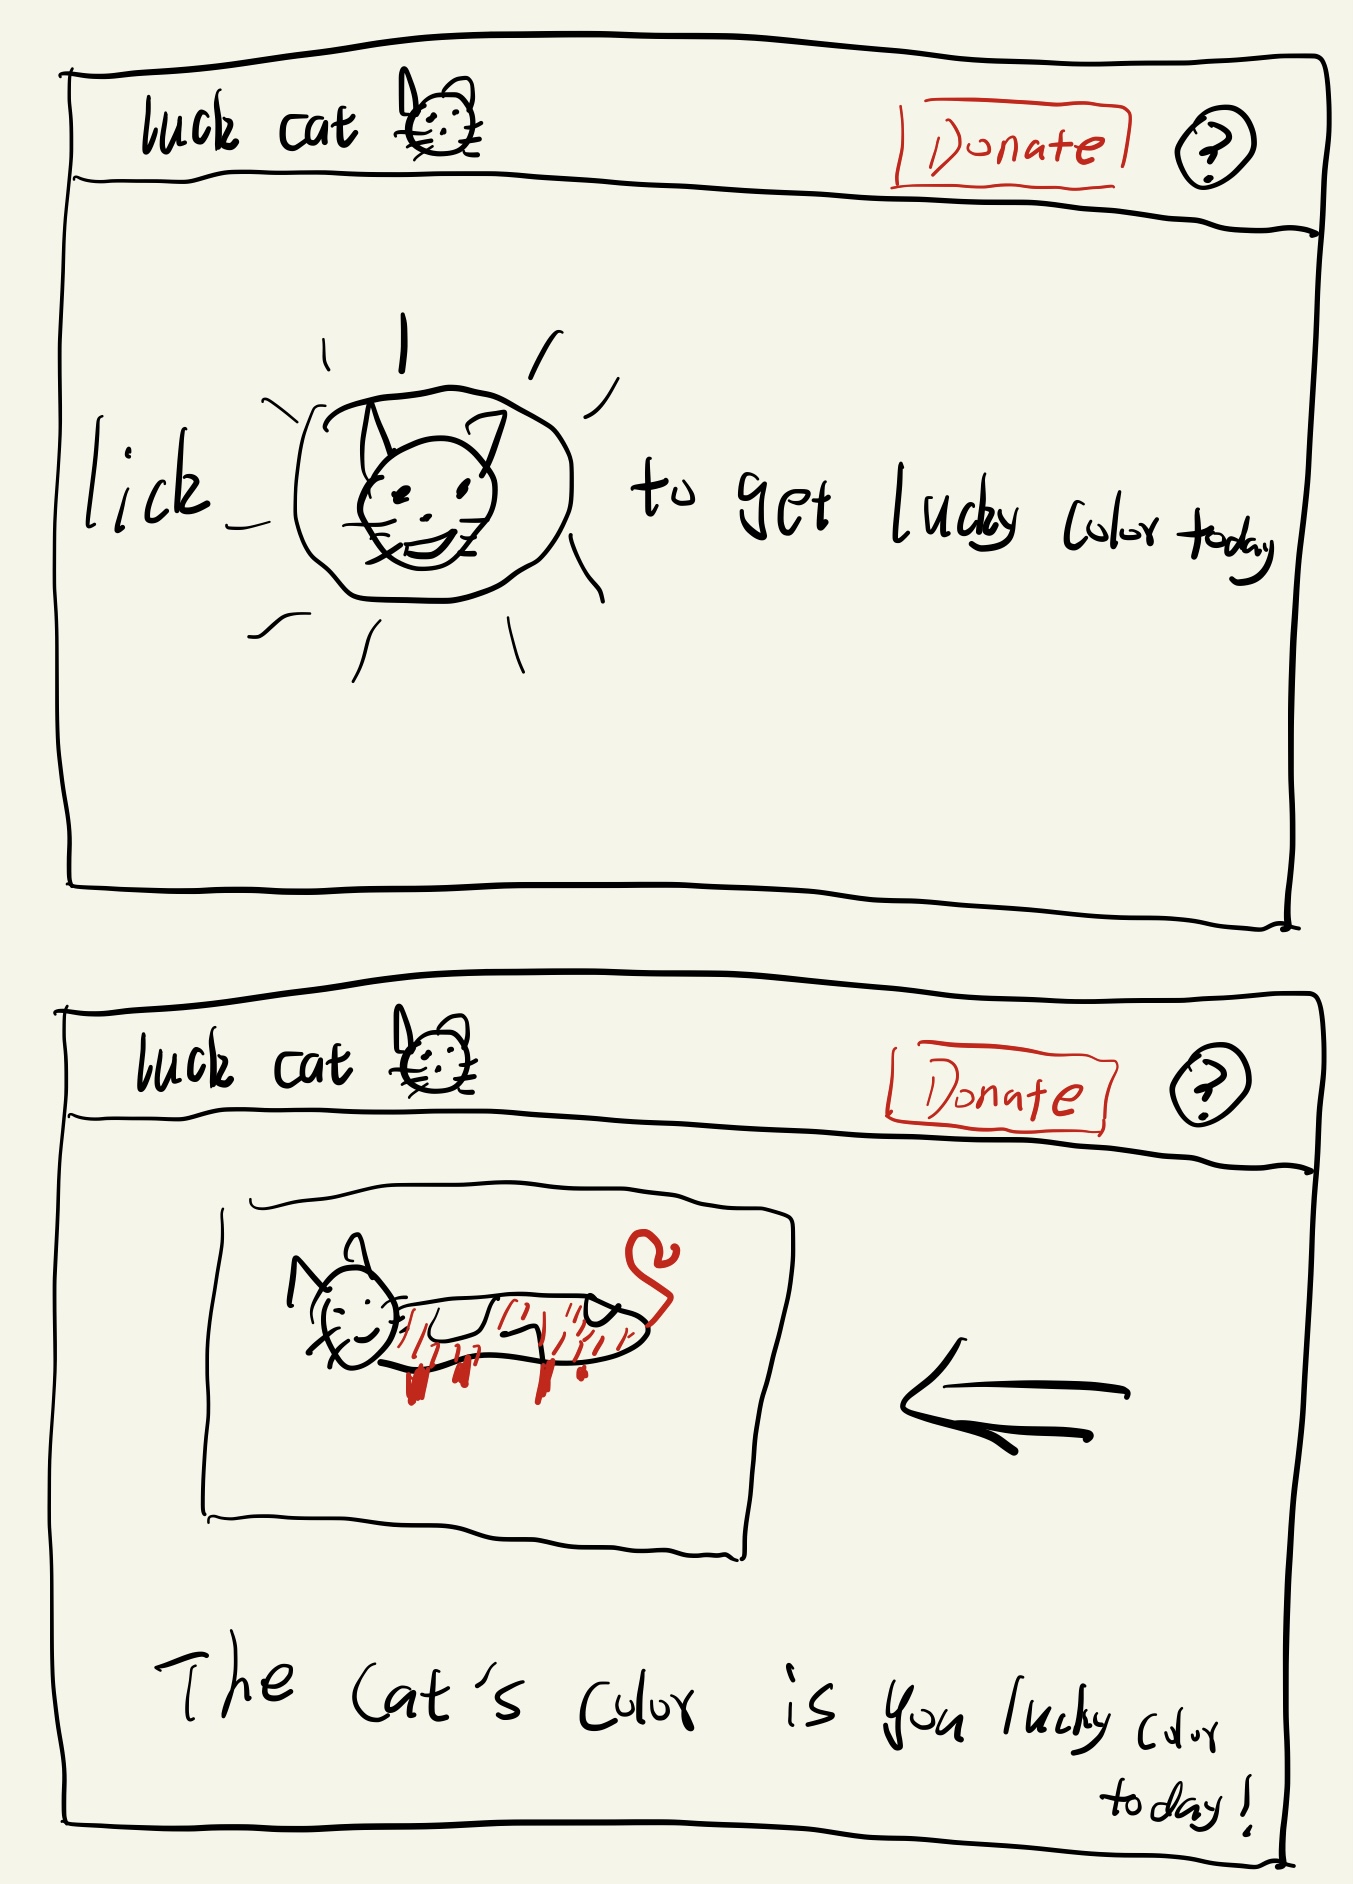 luck cat
Donate
?
lick to get lucky color today
luck cat
Donate
?
The Cat's Color is you lucky color
today!